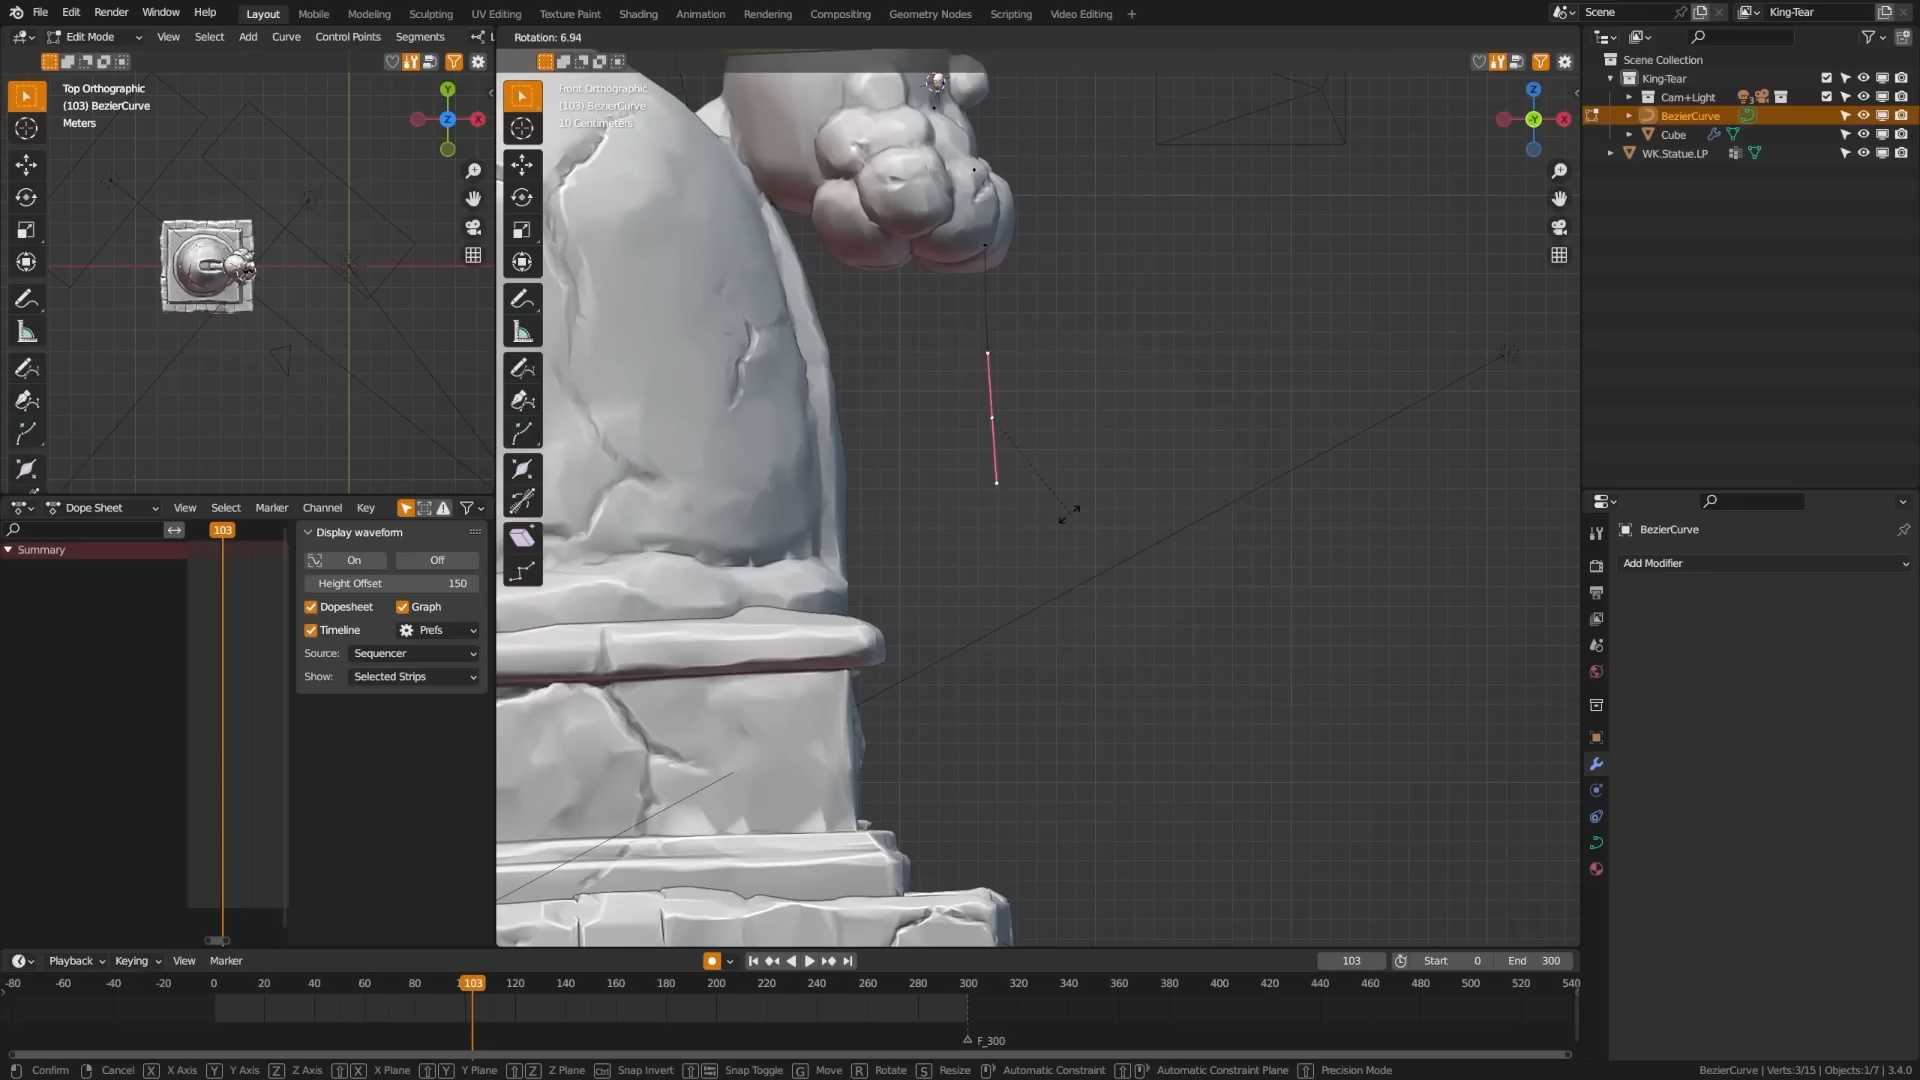 File Edit Render Window Help Layout Mobile Modeling Sculpting UV Editing Texture Paint Shading Animation Rendering Compositing Geometry Nodes Scripting Video Editing + Scene King-Tear
Edit Mode View Select Add Curve Control Points Segments L Rotation: 6.94
Top Orthographic
(103) BezierCurve
Meters
Y
Z
X
Front Orthographic
(103) BezierCurve
10 Centimeters
Z
-Y
X
Scene Collection
King-Tear
Cam+Light 3
BezierCurve
Cube
WK.Statue.LP
Dope Sheet View Select Marker Channel Key
103
Summary
Display waveform
On Off
Height Offset 150
Dopesheet Graph
Timeline Prefs
Source: Sequencer
Show: Selected Strips
BezierCurve
Add Modifier
Playback Keying View Marker 103 Start 0 End 300
-80 -60 -40 -20 0 20 40 60 80 103 120 140 160 180 200 220 240 260 280 300 320 340 360 380 400 420 440 460 480 500 520 540
F_300
Confirm Cancel X X Axis Y Y Axis Z Z Axis X X Plane Y Y Plane Z Z Plane Ctrl Snap Invert Snap Toggle G Move R Rotate S Resize Automatic Constraint Automatic Constraint Plane Precision Mode BezierCurve | Verts:3/15 | Objects:1/7 | 3.4.0